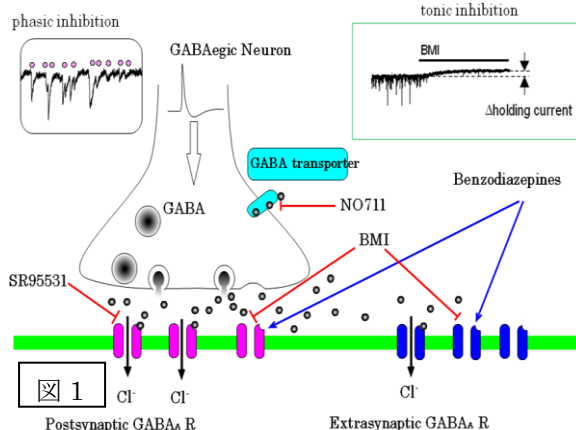 phasic inhibition
tonic inhibition
GABAegic Neuron
BMI
Δholding current
GABA transporter
Benzodiazepines
GABA
NO711
BMI
SR95531
図 1
Cl⁻
Cl⁻
Cl⁻
Postsynaptic GABAA R
Extrasynaptic GABAA R